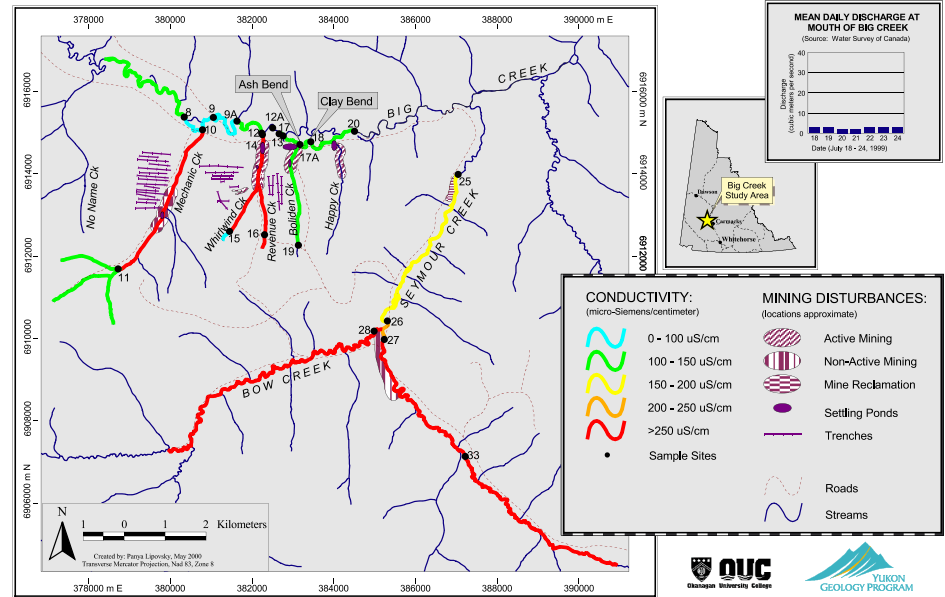 378000
380000
382000
384000
386000
388000
390000 m E
6916000
6914000
6912000
6910000
6908000
6906000 m N
6916000 m N
6914000
6912000
Ash Bend
Clay Bend
BIG CREEK
8
9
9A
10
12A
17
12
13
14
18
17A
20
25
No Name Ck
Mechanic Ck
Whirlwind Ck
Revenue Ck
Boliden Ck
Happy Ck
15
16
19
11
SEYMOUR CREEK
26
28
27
BOW CREEK
33
N
1 0 1 2 Kilometers
Created by: Panya Lipovsky, May 2000
Transverse Mercator Projection, Nad 83, Zone 8
378000
380000
382000
384000
386000
388000
390000 m E
MEAN DAILY DISCHARGE AT
MOUTH OF BIG CREEK
(Source: Water Survey of Canada)
Discharge
(cubic meters per second)
40
30
20
10
0
18 19 20 21 22 23 24
Date (July 18 - 24, 1999)
Dawson
Big Creek
Study Area
Carmacks
Whitehorse
CONDUCTIVITY:
(micro-Siemens/centimeter)
0 - 100 uS/cm
100 - 150 uS/cm
150 - 200 uS/cm
200 - 250 uS/cm
>250 uS/cm
Sample Sites
MINING DISTURBANCES:
(locations approximate)
Active Mining
Non-Active Mining
Mine Reclamation
Settling Ponds
Trenches
Roads
Streams
OUC
Okanagan University College
YUKON
GEOLOGY PROGRAM